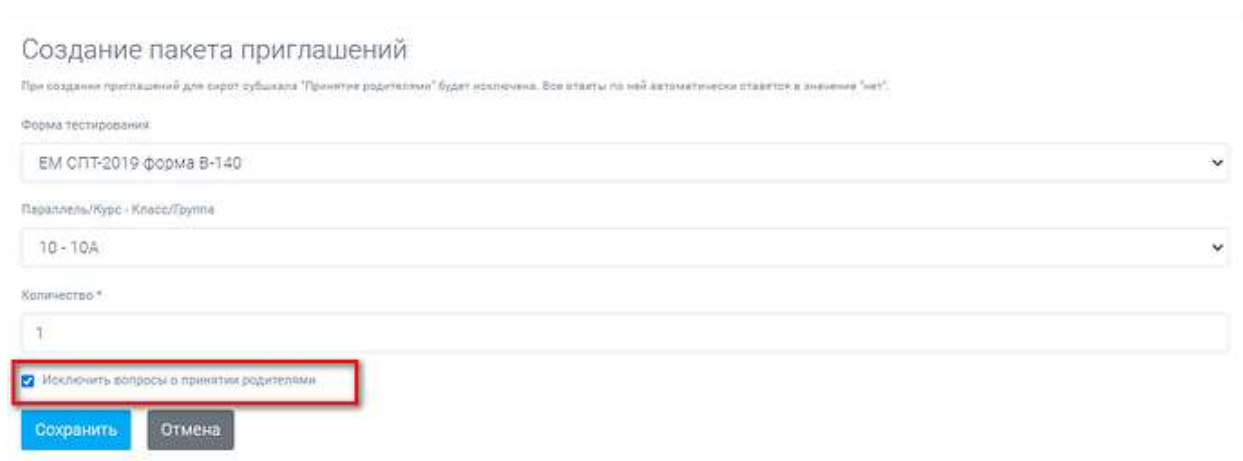 Создание пакета приглашений
При создании приглашений для сирот субшкала "Принятие родителями" будет исключена. Все ответы по ней автоматически ставятся в значение "нет".
Форма тестирования
ЕМ СПТ-2019 форма В-140
Параллель/Курс - Класс/Группа
10 - 10А
Количество *
1
Исключить вопросы о принятии родителями
Сохранить Отмена